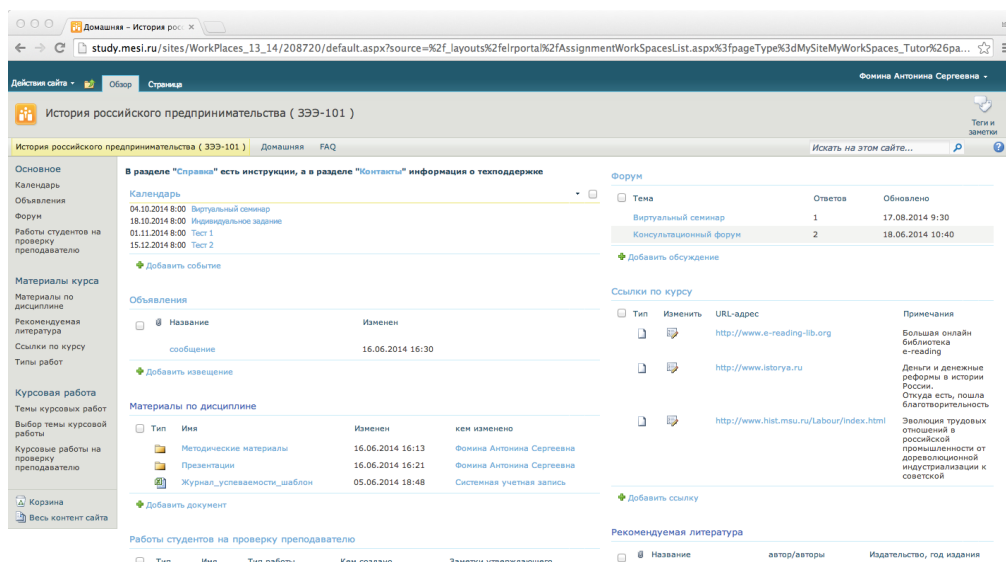 Домашняя – История рос
study.mesi.ru/sites/WorkPlaces_13_14/208720/default.aspx?source=%2f_layouts%2felrportal%2fAssignmentWorkSpacesList.aspx%3fpageType%3dMySiteMyWorkSpaces_Tutor%26pa...
Действия сайта
Обзор
Страница
Фомина Антонина Сергеевна
История российского предпринимательства ( ЗЭЭ-101 )
Теги и
заметки
История российского предпринимательства ( ЗЭЭ-101 )
Домашняя
FAQ
Искать на этом сайте...
Основное
Календарь
Объявления
Форум
Работы студентов на
проверку
преподавателю
Материалы курса
Материалы по
дисциплине
Рекомендуемая
литература
Ссылки по курсу
Типы работ
Курсовая работа
Темы курсовых работ
Выбор темы курсовой
работы
Курсовые работы на
проверку
преподавателю
Корзина
Весь контент сайта
В разделе "Справка" есть инструкции, а в разделе "Контакты" информация о техподдержке
Календарь
04.10.2014 8:00 Виртуальный семинар
18.10.2014 8:00 Индивидуальное задание
01.11.2014 8:00 Тест 1
15.12.2014 8:00 Тест 2
Добавить событие
Объявления
Название Изменен
сообщение 16.06.2014 16:30
Добавить извещение
Материалы по дисциплине
Тип Имя Изменен кем изменено
Методические материалы 16.06.2014 16:13 Фомина Антонина Сергеевна
Презентации 16.06.2014 16:21 Фомина Антонина Сергеевна
Журнал_успеваемости_шаблон 05.06.2014 18:48 Системная учетная запись
Добавить документ
Работы студентов на проверку преподавателю
Тип Имя Тип работы Кем создано Заметки утверждающего
Форум
Тема Ответов Обновлено
Виртуальный семинар 1 17.08.2014 9:30
Консультационный форум 2 18.06.2014 10:40
Добавить обсуждение
Ссылки по курсу
Тип Изменить URL-адрес Примечания
http://www.e-reading-lib.org Большая онлайн
библиотека
e-reading
http://www.istorya.ru Деньги и денежные
реформы в истории
России.
Откуда есть, пошла
благотворительность
http://www.hist.msu.ru/Labour/index.html Эволюция трудовых
отношений в
российской
промышленности от
дореволюционной
индустриализации к
советской
Добавить ссылку
Рекомендуемая литература
Название автор/авторы Издательство, год издания